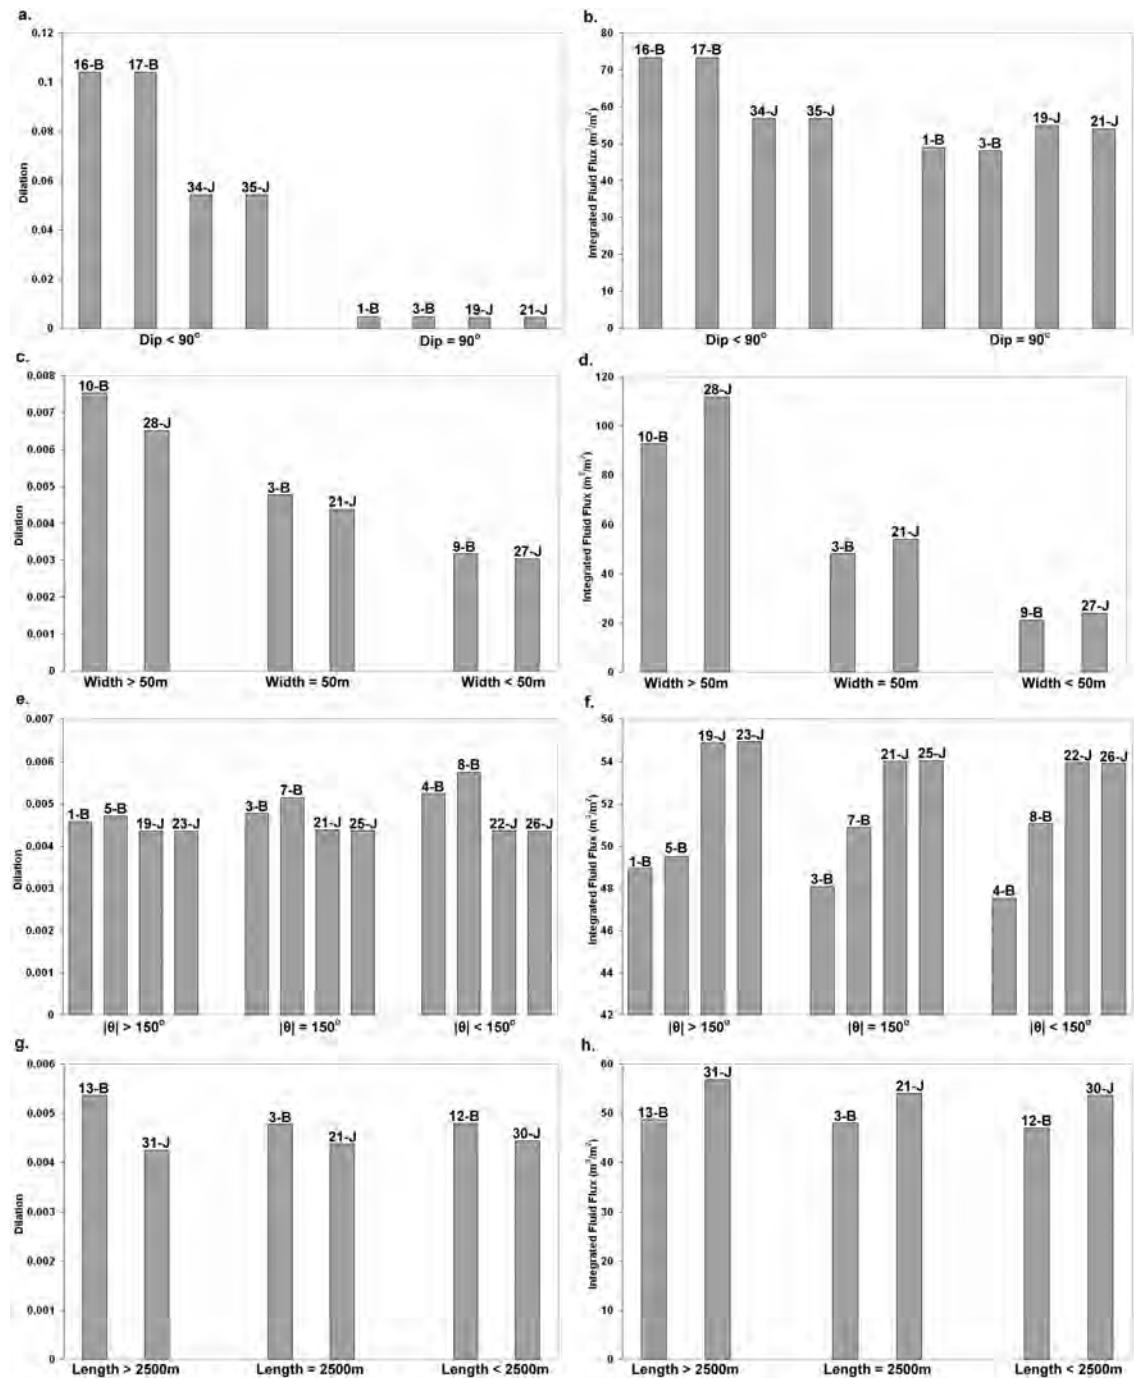 a.
0.12
0.1
0.08
0.06
0.04
0.02
0
Dilation
16-B 17-B
34-J 35-J
1-B 3-B 19-J 21-J
Dip < 90°
Dip = 90°
b.
80
70
60
50
40
30
20
10
0
Integrated Fluid Flux (m³/m²)
16-B 17-B
34-J 35-J
1-B 3-B 19-J 21-J
Dip < 90°
Dip = 90°
c.
0.008
0.007
0.006
0.005
0.004
0.003
0.002
0.001
0
Dilation
10-B
28-J
3-B
21-J
9-B 27-J
Width > 50m
Width = 50m
Width < 50m
d.
120
100
80
60
40
20
0
Integrated Fluid Flux (m³/m²)
10-B
28-J
3-B
21-J
9-B
27-J
Width > 50m
Width = 50m
Width < 50m
e.
0.007
0.006
0.005
0.004
0.003
0.002
0.001
0
Dilation
1-B 5-B 19-J 23-J
3-B 7-B 21-J 25-J
4-B 8-B 22-J 26-J
|θ| > 150°
|θ| = 150°
|θ| < 150°
f.
56
54
52
50
48
46
44
42
Integrated Fluid Flux (m³/m²)
1-B 5-B 19-J 23-J
3-B 7-B 21-J 25-J
4-B 8-B 22-J 26-J
|θ| > 150°
|θ| = 150°
|θ| < 150°
g.
0.006
0.005
0.004
0.003
0.002
0.001
0
Dilation
13-B
31-J
3-B
21-J
12-B
30-J
Length > 2500m
Length = 2500m
Length < 2500m
h.
60
50
40
30
20
10
0
Integrated Fluid Flux (m³/m²)
13-B
31-J
3-B
21-J
12-B
30-J
Length > 2500m
Length = 2500m
Length < 2500m